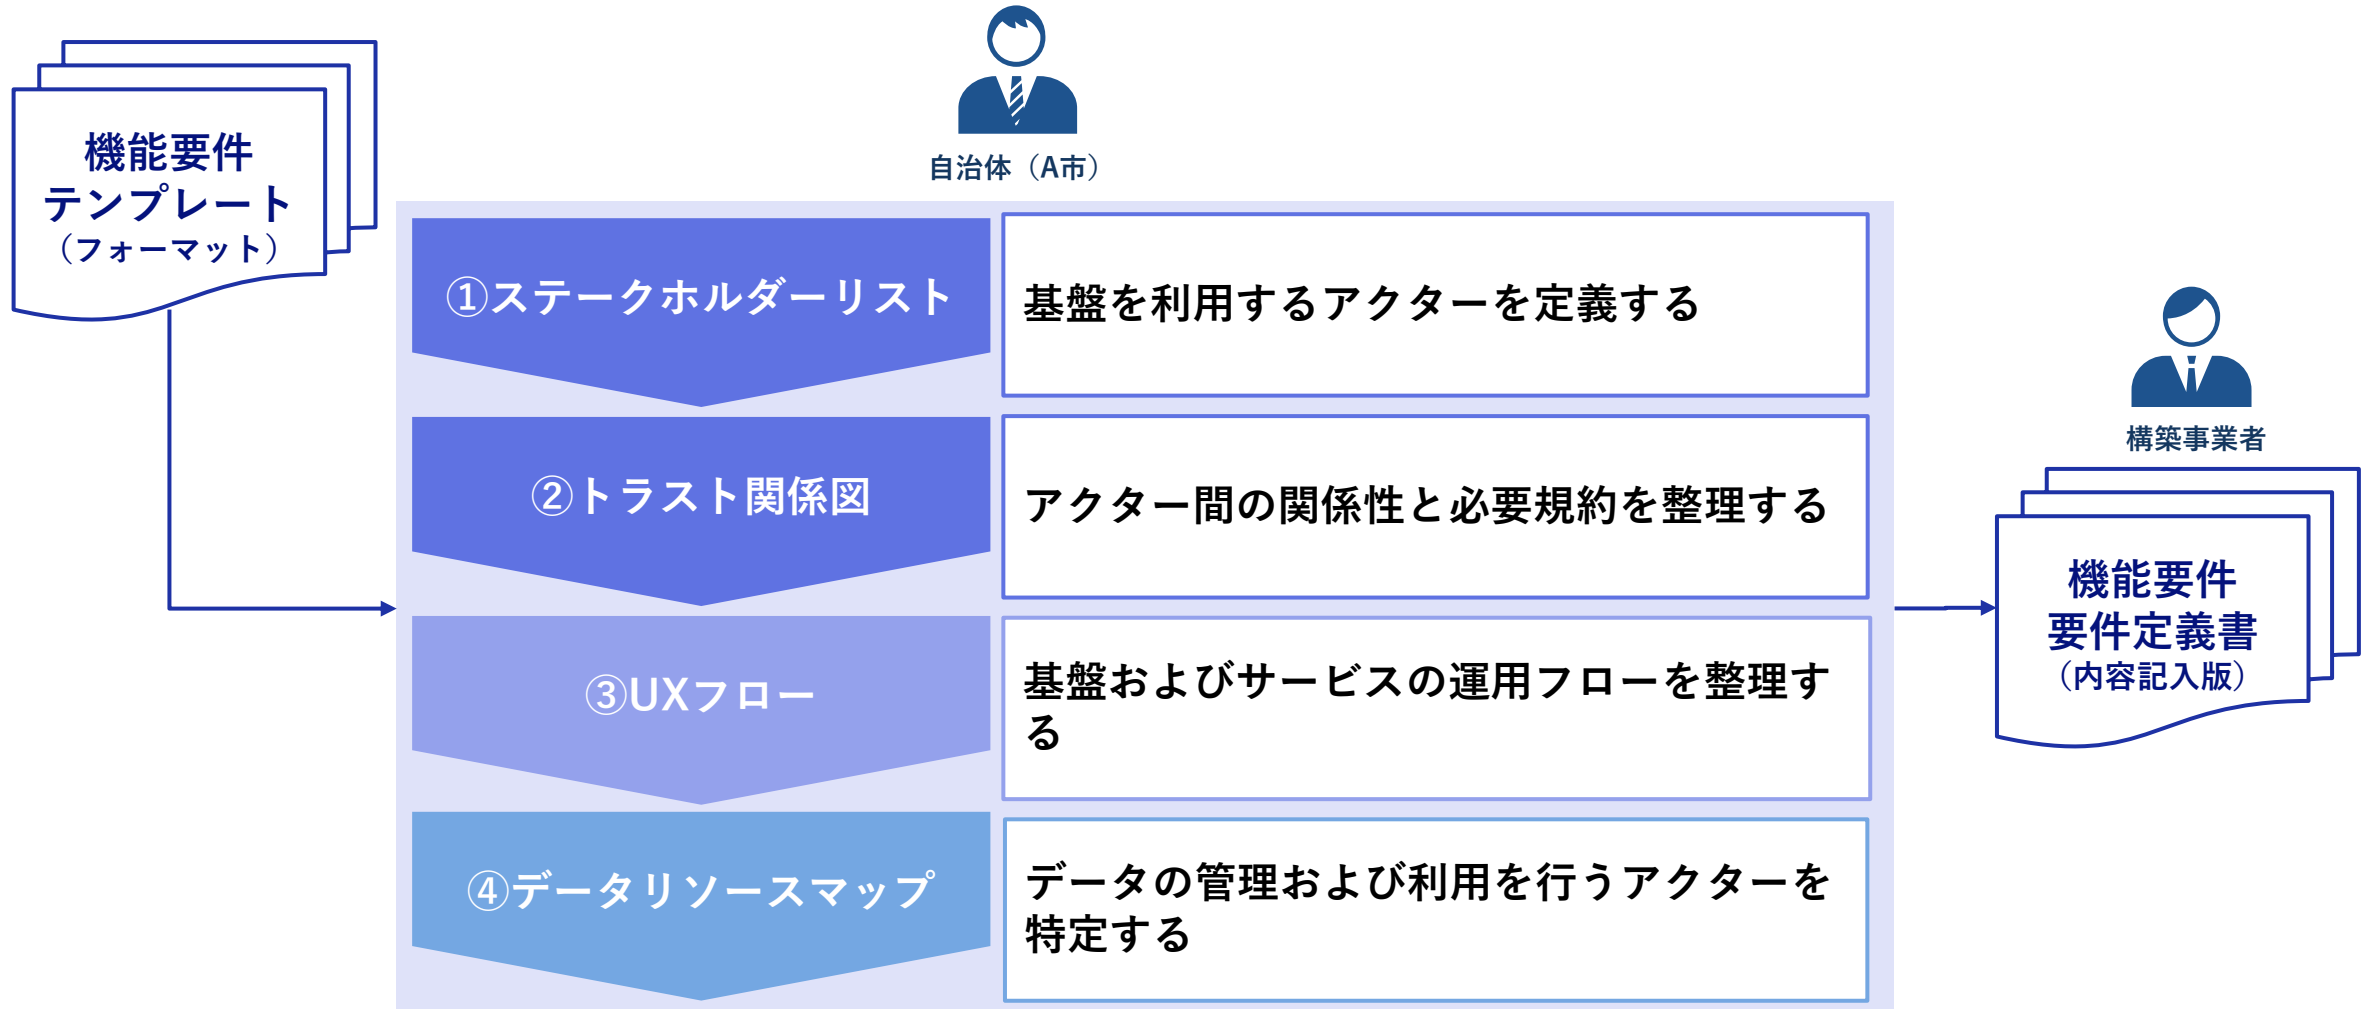 機能要件
テンプレート
（フォーマット）
自治体（A市）
①ステークホルダーリスト
基盤を利用するアクターを定義する
②トラスト関係図
アクター間の関係性と必要規約を整理する
③UXフロー
基盤およびサービスの運用フローを整理す
る
④データリソースマップ
データの管理および利用を行うアクターを
特定する
構築事業者
機能要件
要件定義書
（内容記入版）